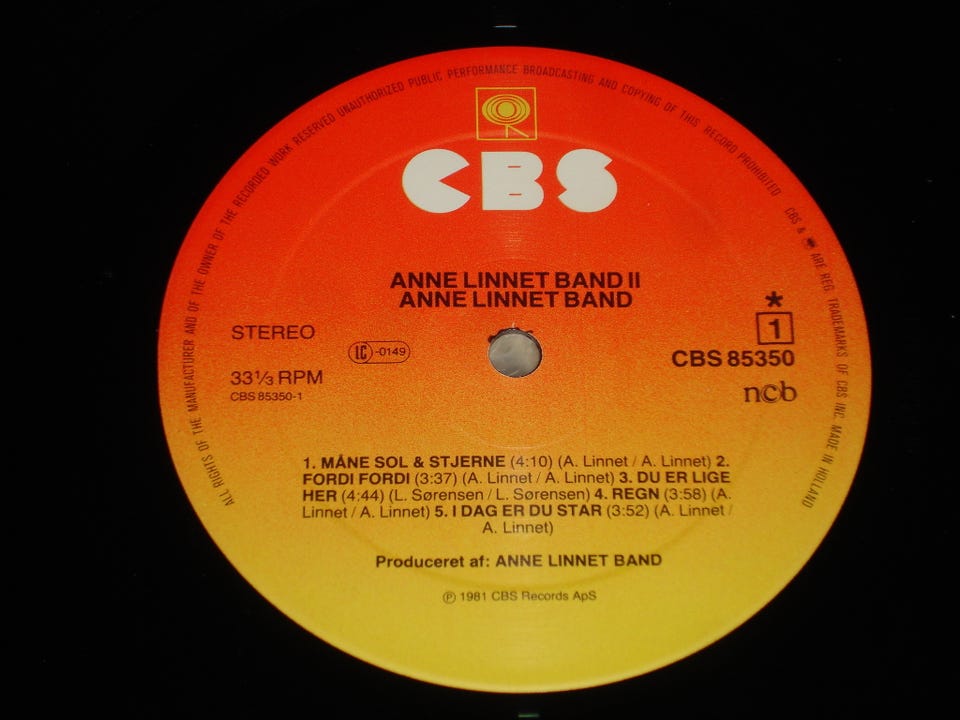 ALL RIGHTS OF THE MANUFACTURER AND OF THE OWNER OF THE RECORDED WORK RESERVED UNAUTHORIZED PUBLIC PERFORMANCE BROADCASTING AND COPYING OF THIS RECORD PROHIBITED
CBS & ARE REG. TRADEMARKS OF CBS INC. MADE IN HOLLAND
CBS
ANNE LINNET BAND II
ANNE LINNET BAND
STEREO
LC -0149
33⅓ RPM
CBS 85350-1
*
1
CBS 85350
ncb
1. MÅNE SOL & STJERNE (4:10) (A. Linnet / A. Linnet) 2.
FORDI FORDI (3:37) (A. Linnet / A. Linnet) 3. DU ER LIGE
HER (4:44) (L. Sørensen / L. Sørensen) 4. REGN (3:58) (A.
Linnet / A. Linnet) 5. I DAG ER DU STAR (3:52) (A. Linnet /
A. Linnet)
Produceret af: ANNE LINNET BAND
℗ 1981 CBS Records ApS